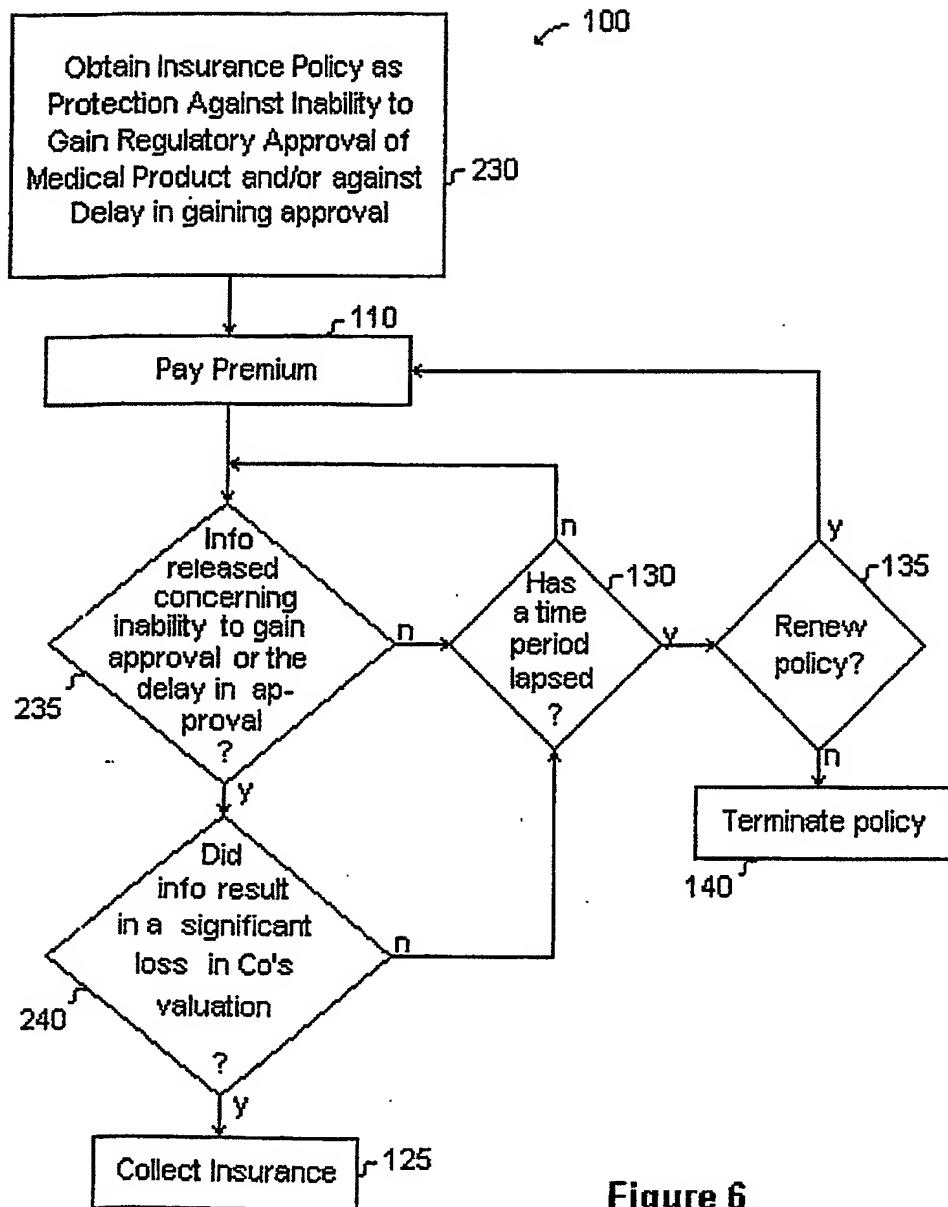 100
Obtain Insurance Policy as
Protection Against Inability to
Gain Regulatory Approval of
Medical Product and/or against
Delay in gaining approval
230
110
Pay Premium
Info
released
concerning
inability to gain
approval or the
delay in ap-
proval
?
235
n
y
n
Has
a time
period
lapsed
?
130
y
y
135
Renew
policy?
n
Terminate policy
140
Did
info result
in a significant
loss in Co's
valuation
?
240
n
y
Collect Insurance
125
Figure 6